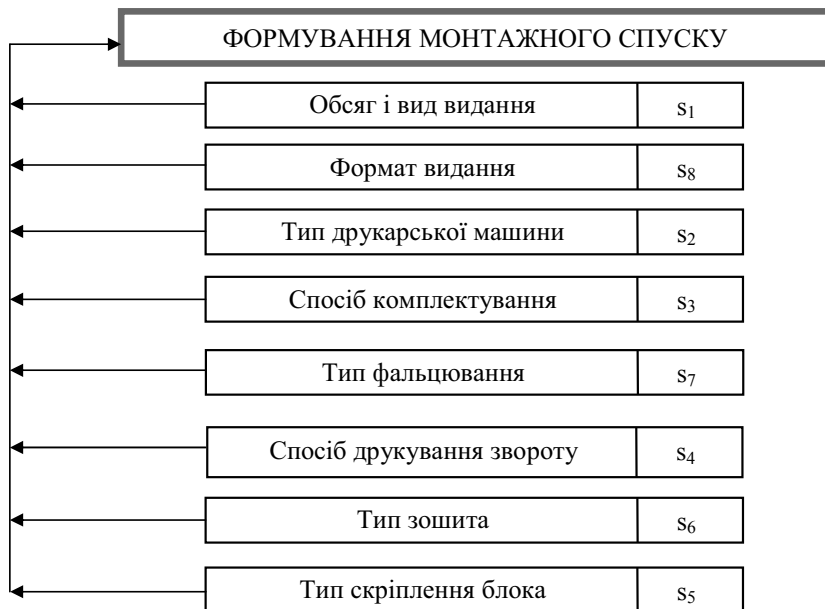 ФОРМУВАННЯ МОНТАЖНОГО СПУСКУ
Обсяг і вид видання s₁
Формат видання s₈
Тип друкарської машини s₂
Спосіб комплектування s₃
Тип фальцювання s₇
Спосіб друкування звороту s₄
Тип зошита s₆
Тип скріплення блока s₅